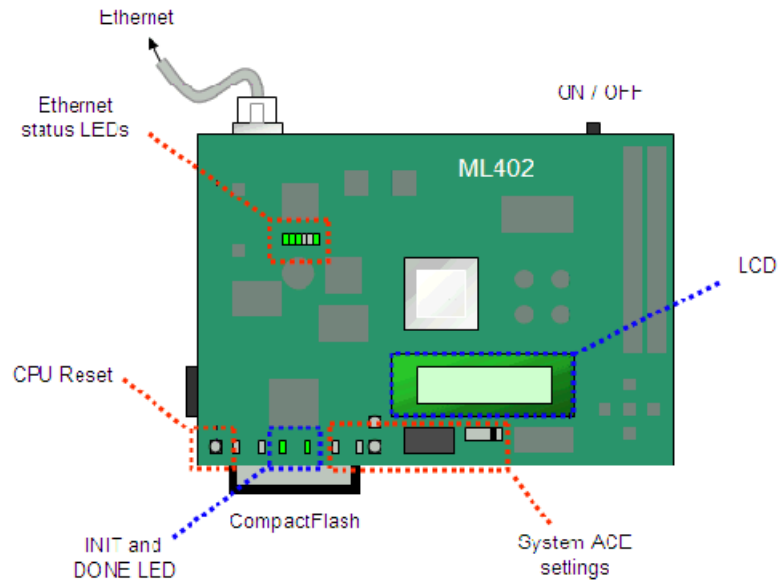 Ethernet
Ethernet
status LEDs
ON / OFF
ML402
LCD
CPU Reset
CompactFlash
INIT and
DONE LED
System ACE
settings